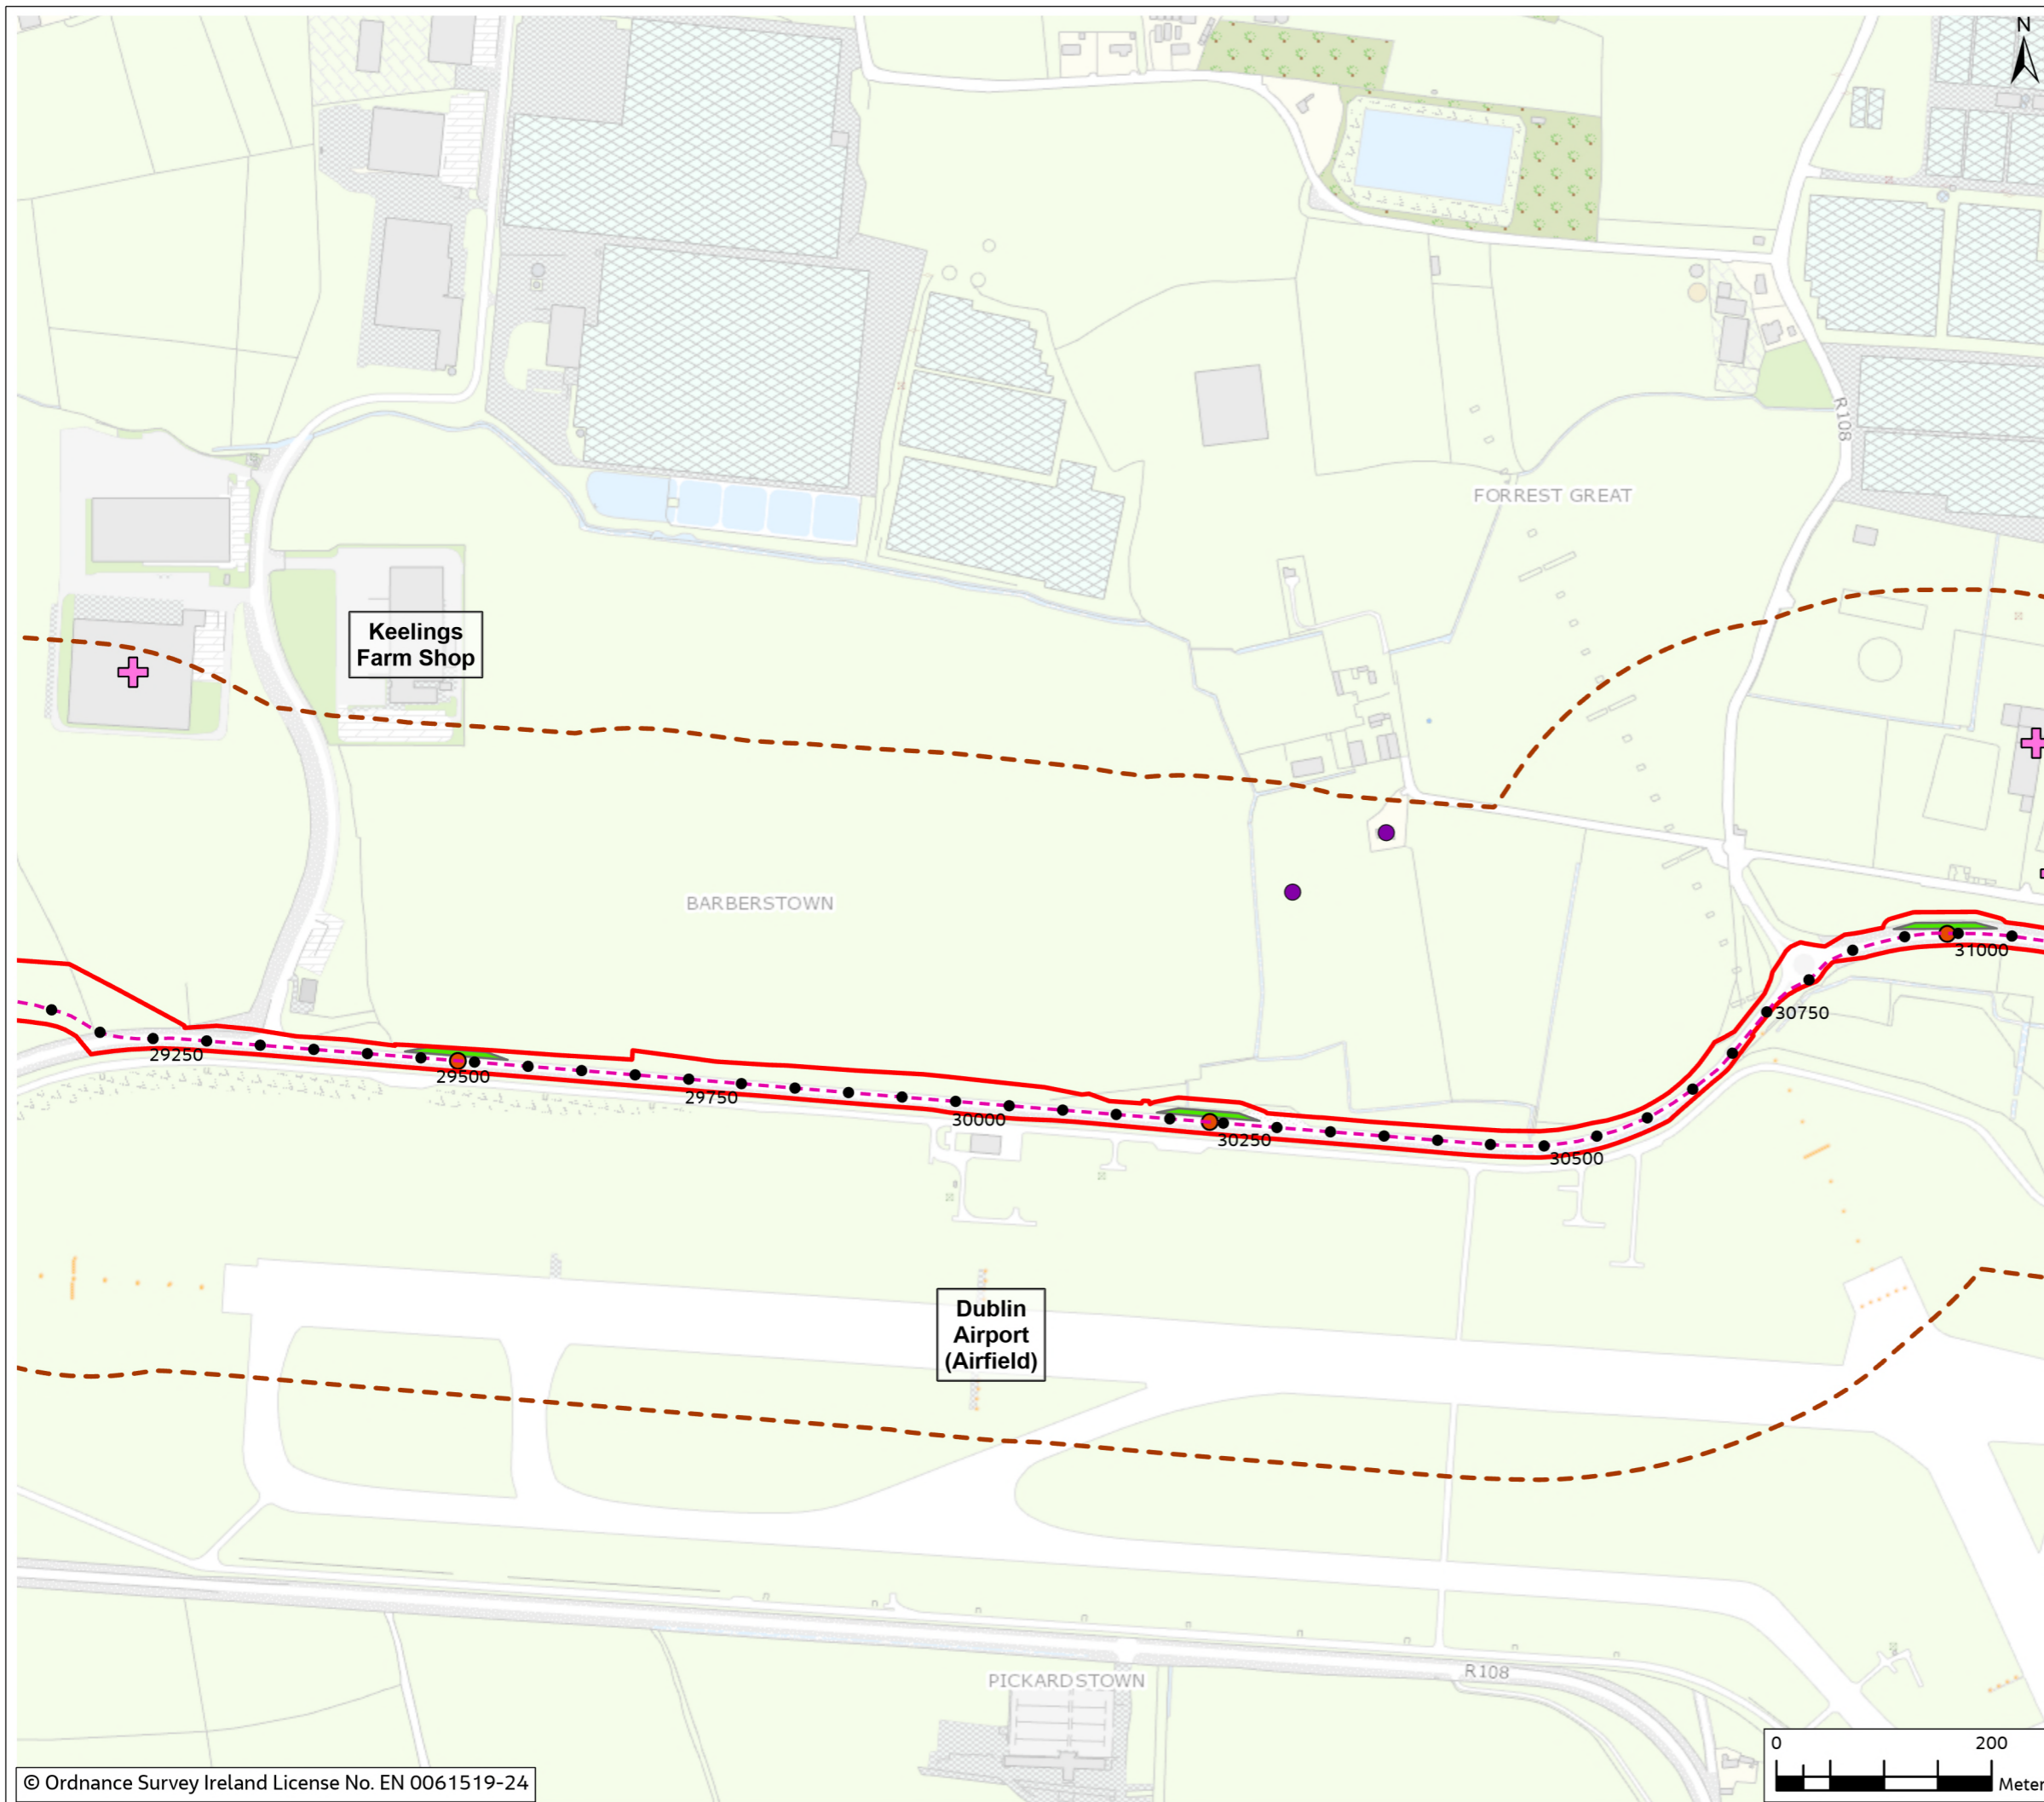 N
R108
FORREST GREAT
Keelings
Farm Shop
BARBERSTOWN
31000
30750
29250
29500
29750
30000
30250
30500
Dublin
Airport
(Airfield)
PICKARDSTOWN
R108
0 200
Meter
© Ordnance Survey Ireland License No. EN 0061519-24